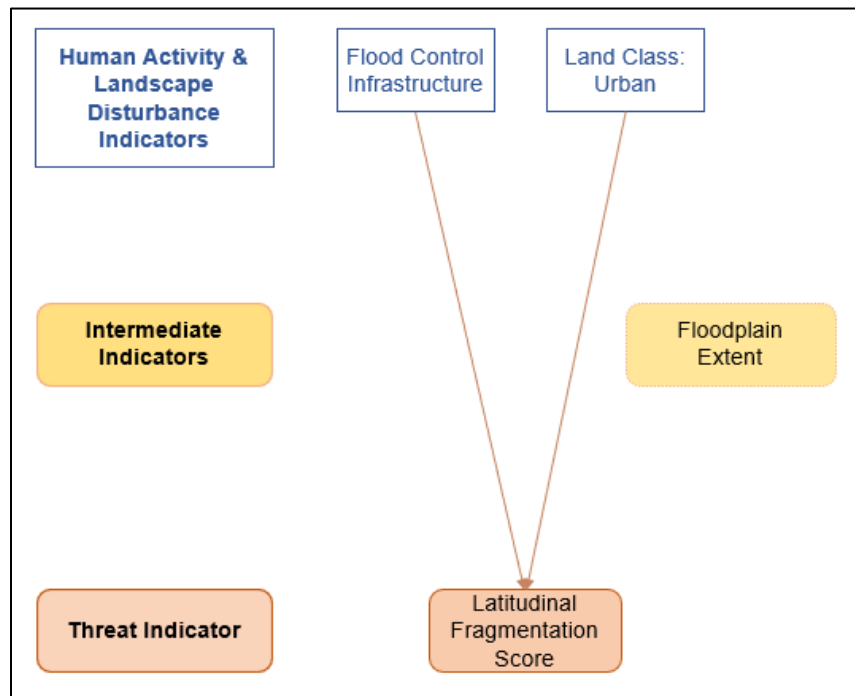 Human Activity &
Landscape
Disturbance
Indicators
Flood Control
Infrastructure
Land Class:
Urban
Intermediate
Indicators
Floodplain
Extent
Threat Indicator
Latitudinal
Fragmentation
Score